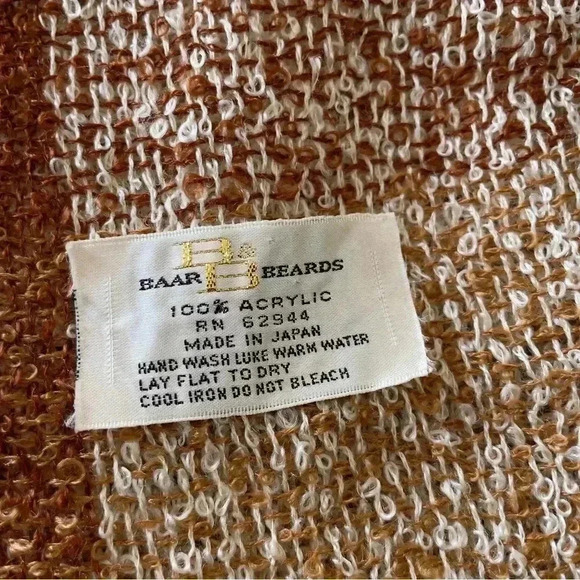 B&B
BAAR BEARDS
100% ACRYLIC
RN 62944
MADE IN JAPAN
HAND WASH LUKE WARM WATER
LAY FLAT TO DRY
COOL IRON DO NOT BLEACH